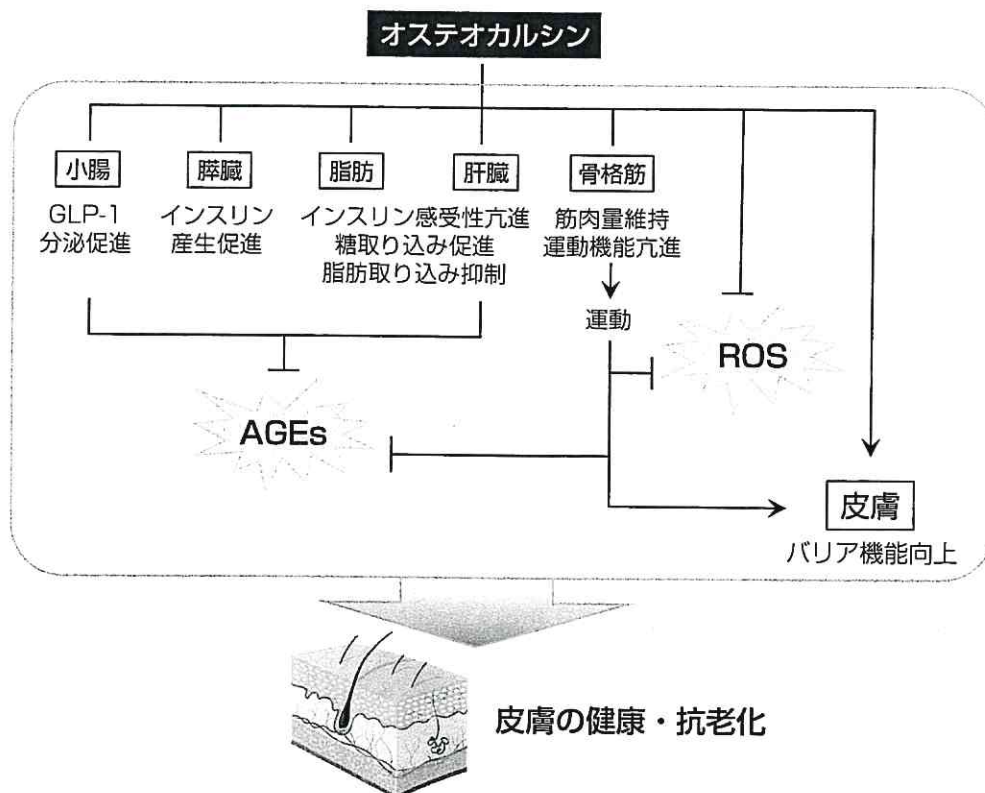 オステオカルシン
小腸
膵臓
脂肪
肝臓
骨格筋
GLP-1
分泌促進
インスリン
産生促進
インスリン感受性亢進
糖取り込み促進
脂肪取り込み抑制
筋肉量維持
運動機能亢進
運動
ROS
AGEs
皮膚
バリア機能向上
皮膚の健康・抗老化